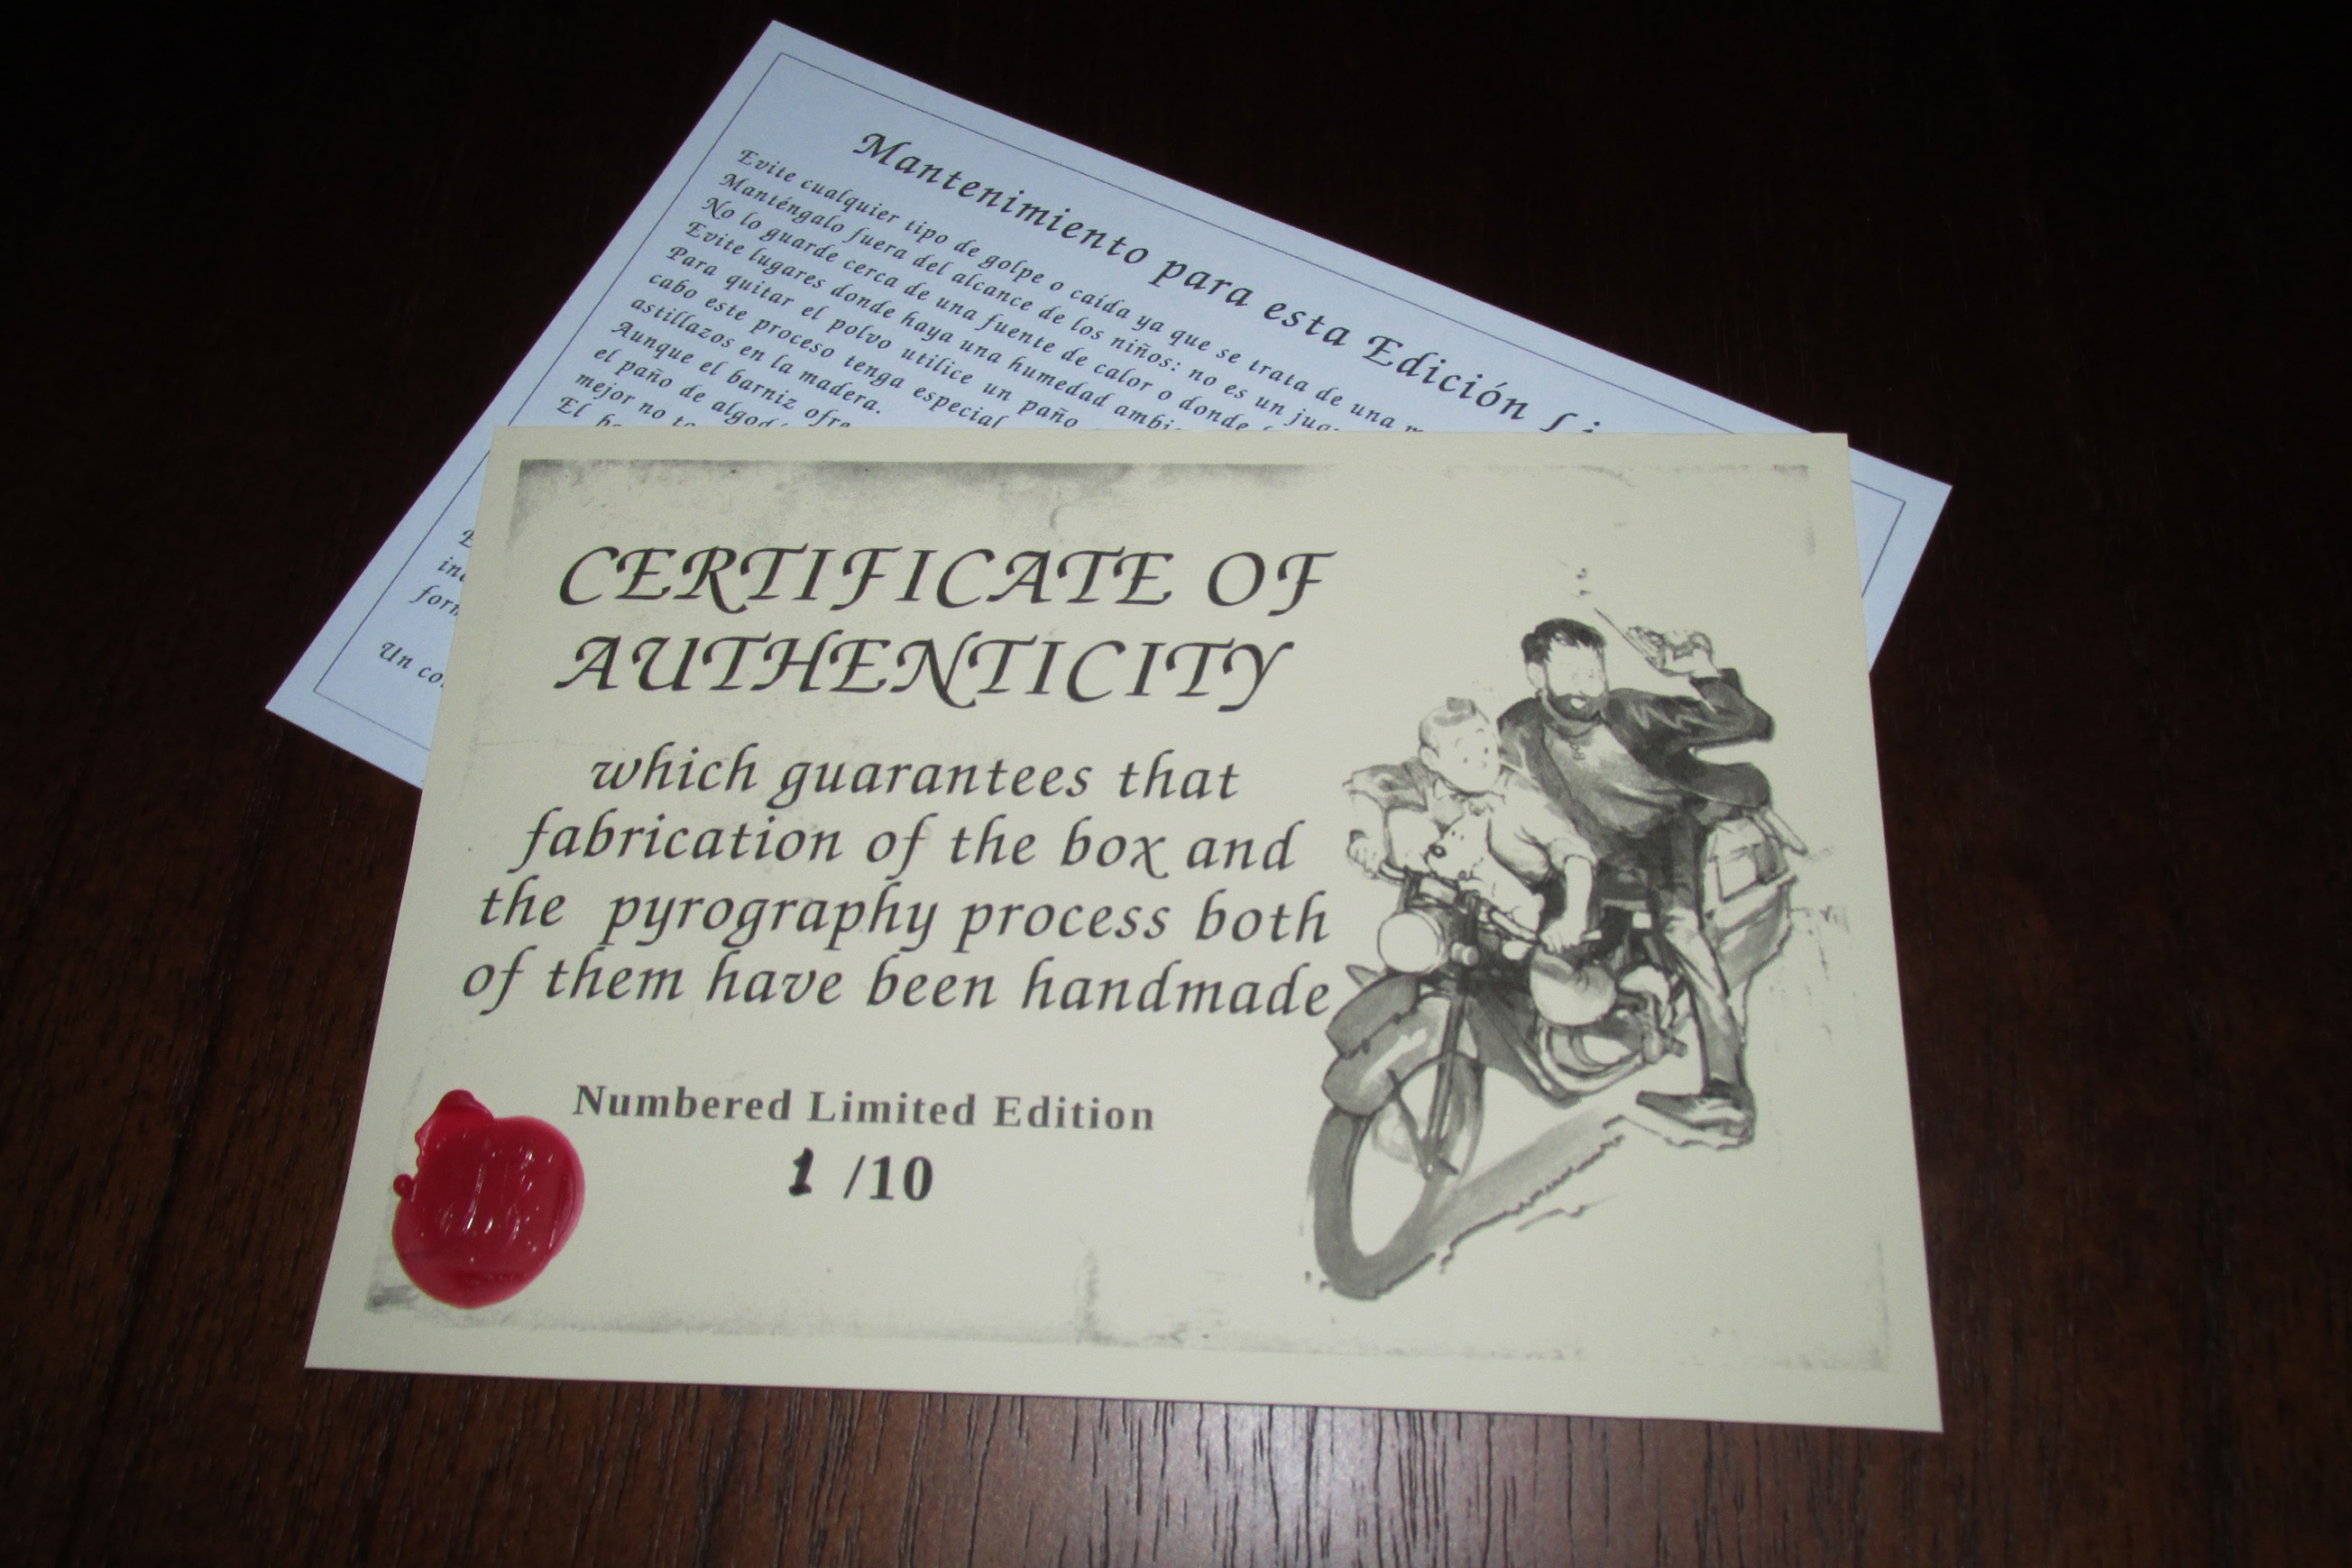 Mantenimiento para esta Edición
Evite cualquier tipo de golpe o caída ya que se trata de una
Manténgalo fuera del alcance de los niños: no es un
No lo guarde cerca de una fuente de calor o donde
Evite lugares donde haya una humedad
Para quitar el polvo utilice un paño
cabo este proceso tenga especial
astillazos en la madera.
Aunque el barniz
el paño de
mejor no
El
Un
CERTIFICATE OF
AUTHENTICITY
which guarantees that
fabrication of the box and
the pyrography process both
of them have been handmade
Numbered Limited Edition
1 /10